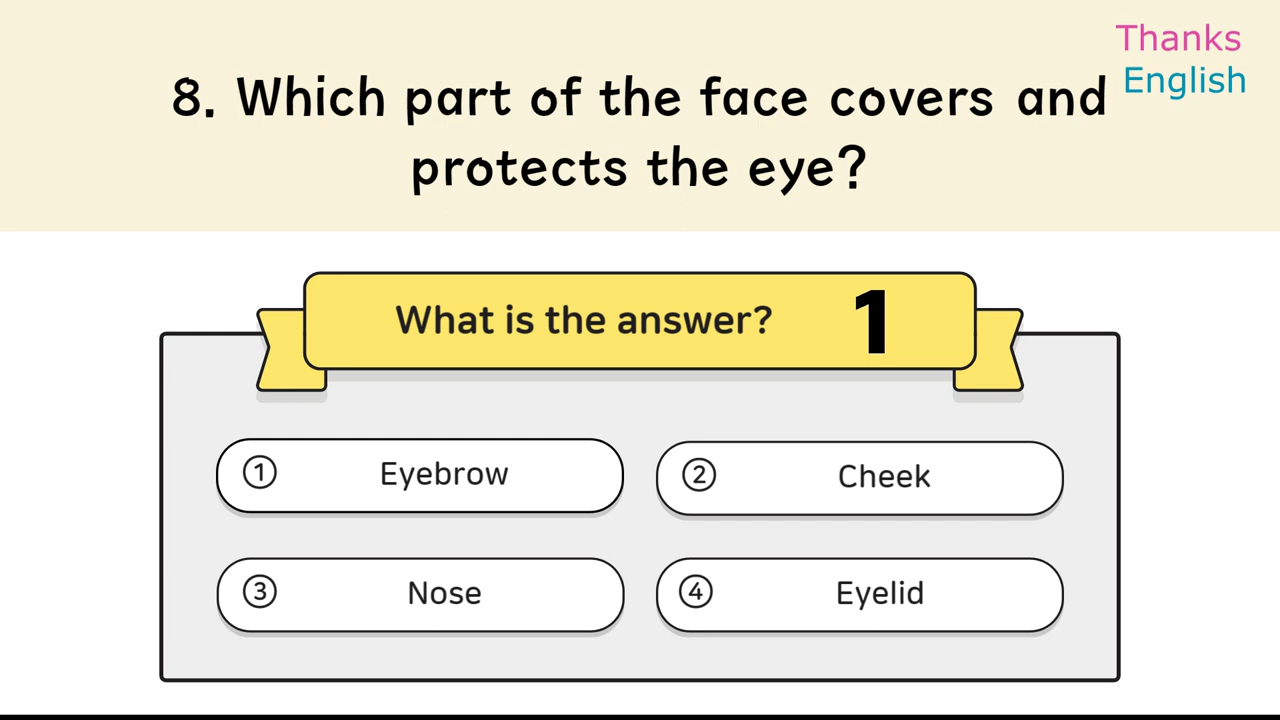 Thanks
English
8. Which part of the face covers and
protects the eye?
What is the answer? 1
① Eyebrow
② Cheek
③ Nose
④ Eyelid